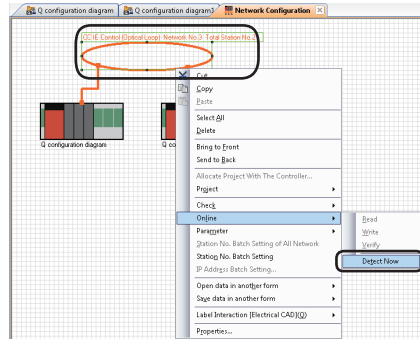 Q configuration diagram
Q configuration diagram
Network Configuration
CC IE Control (Optical Loop) Network No.3 Total Station No.2
Cut
Copy
Paste
Select All
Delete
Bring to Front
Send to Back
Allocate Project With The Controller...
Project
Check
Online
Parameter
Station No. Batch Setting of All Network
Station No. Batch Setting
IP Address Batch Setting...
Open data in another form
Save data in another form
Label Interaction [Electrical CAD](Q)
Properties...
Read
Write
Verify
Detect Now
Q configuration diagram
Q co